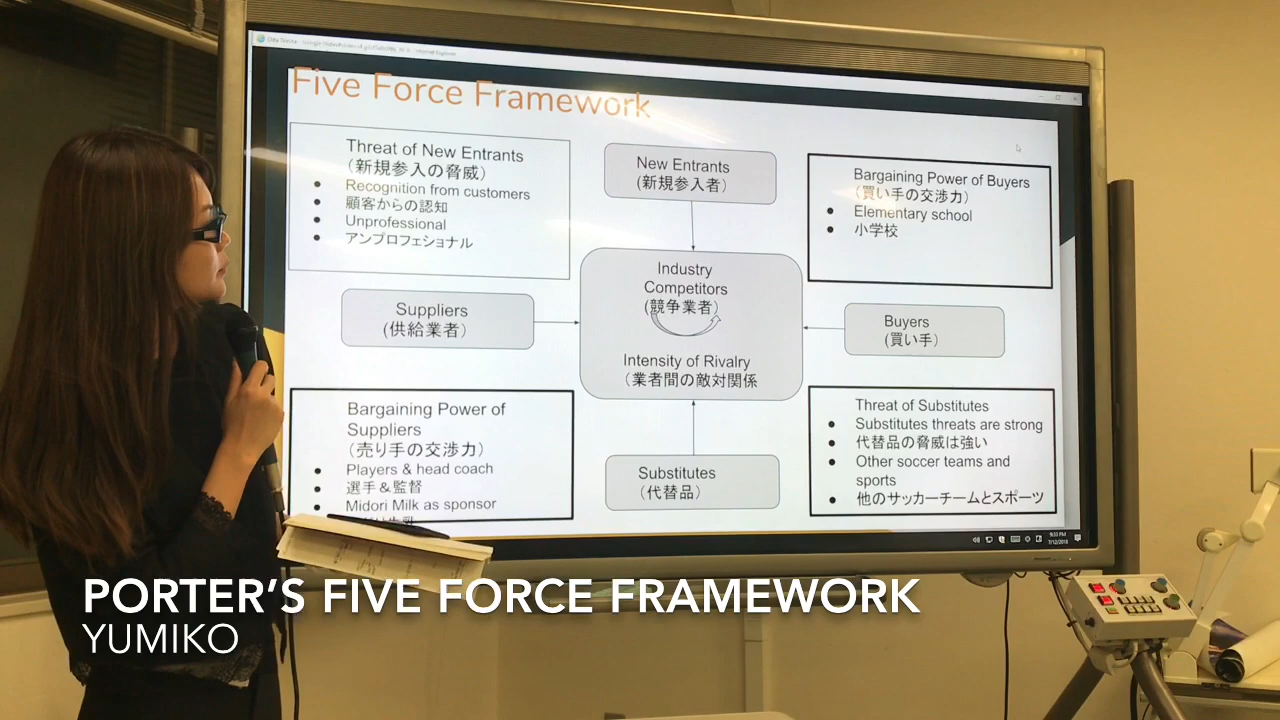 Five Force Framework
Threat of New Entrants
(新規参入の脅威)
● Recognition from customers
● 顧客からの認知
● Unprofessional
● アンプロフェショナル
New Entrants
(新規参入者)
Bargaining Power of Buyers
(買い手の交渉力)
● Elementary school
● 小学校
Suppliers
(供給業者)
Industry
Competitors
(競争業者)
Intensity of Rivalry
(業者間の敵対関係
Buyers
(買い手)
Bargaining Power of
Suppliers
(売り手の交渉力)
● Players & head coach
● 選手＆監督
● Midori Milk as sponsor
Substitutes
(代替品)
Threat of Substitutes
● Substitutes threats are strong
● 代替品の脅威は強い
● Other soccer teams and
sports
● 他のサッカーチームとスポーツ
9:53 PM
7/12/2018
PORTER’S FIVE FORCE FRAMEWORK
YUMIKO